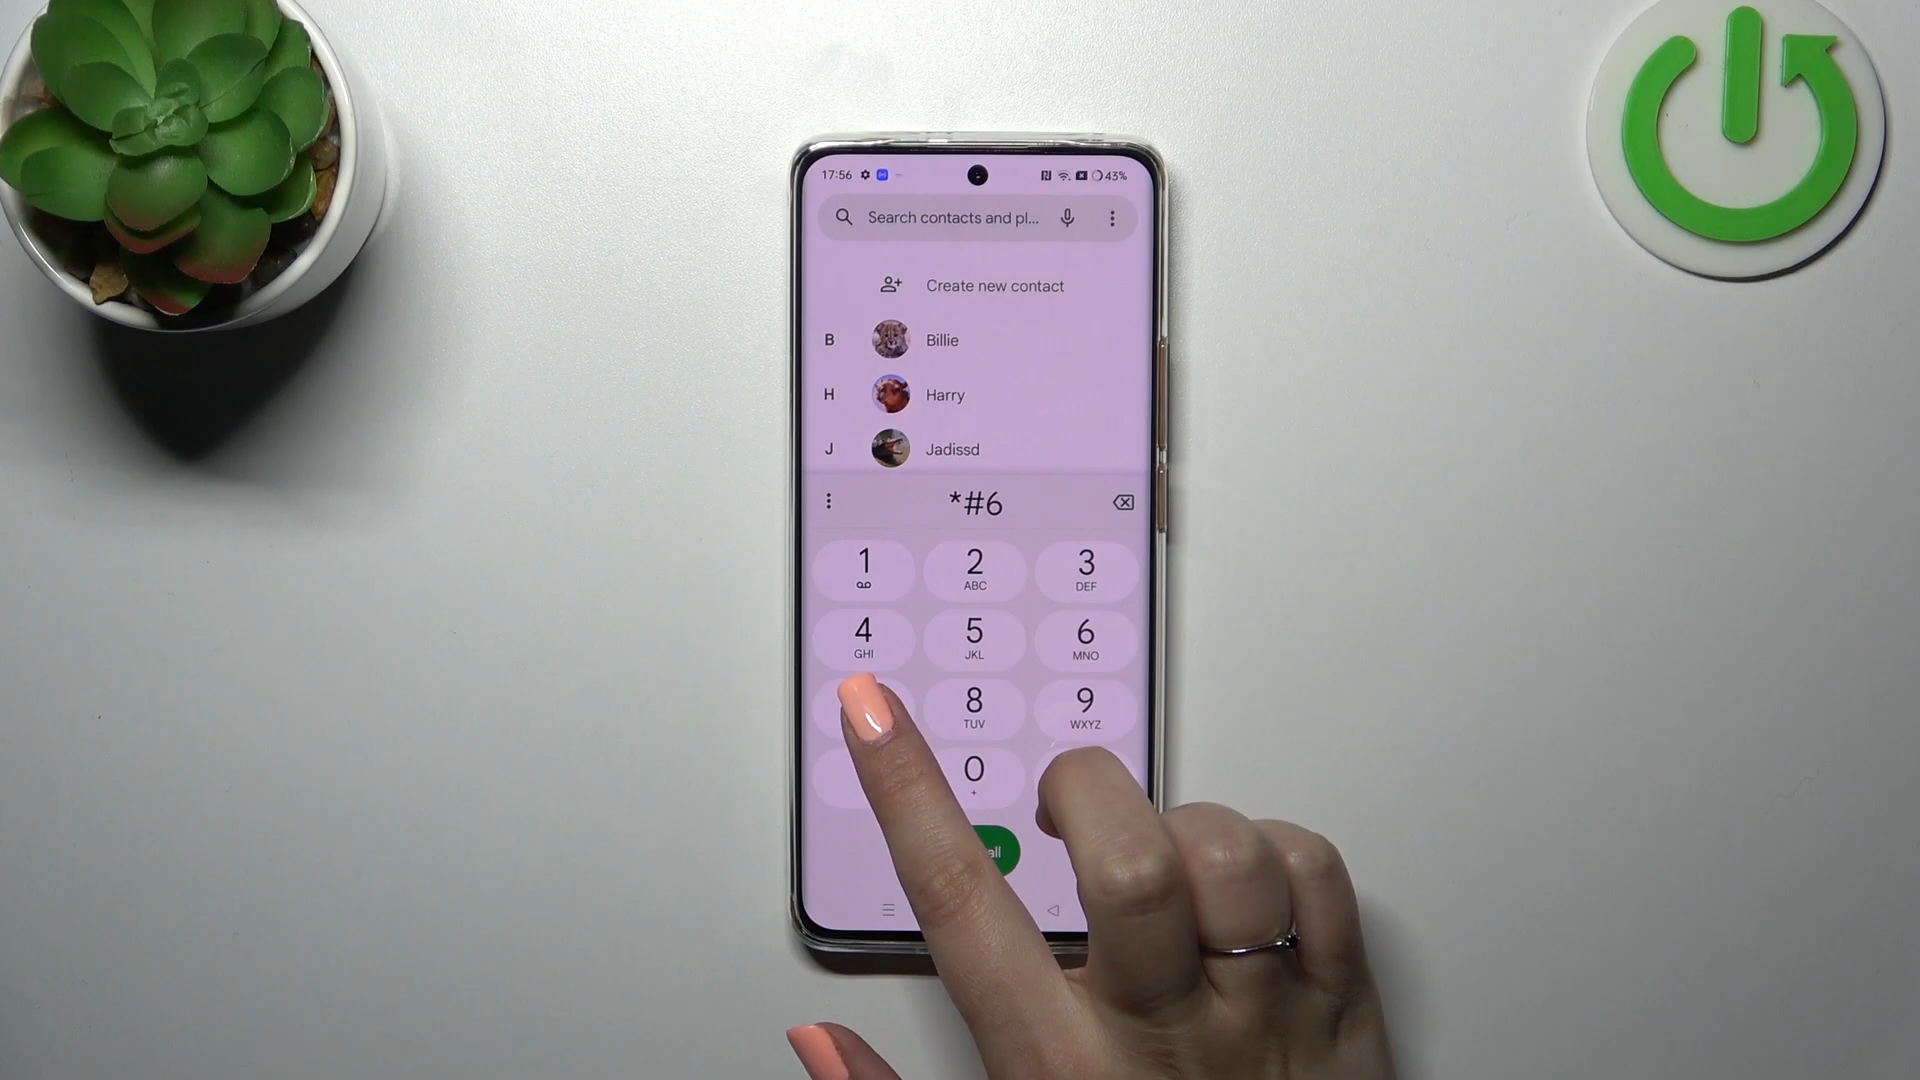 17:56 43%
Search contacts and pl...
Create new contact
B Billie
H Harry
J Jadissd
*#6
1 2 ABC 3 DEF
4 GHI 5 JKL 6 MNO
8 TUV 9 WXYZ
0 +
all